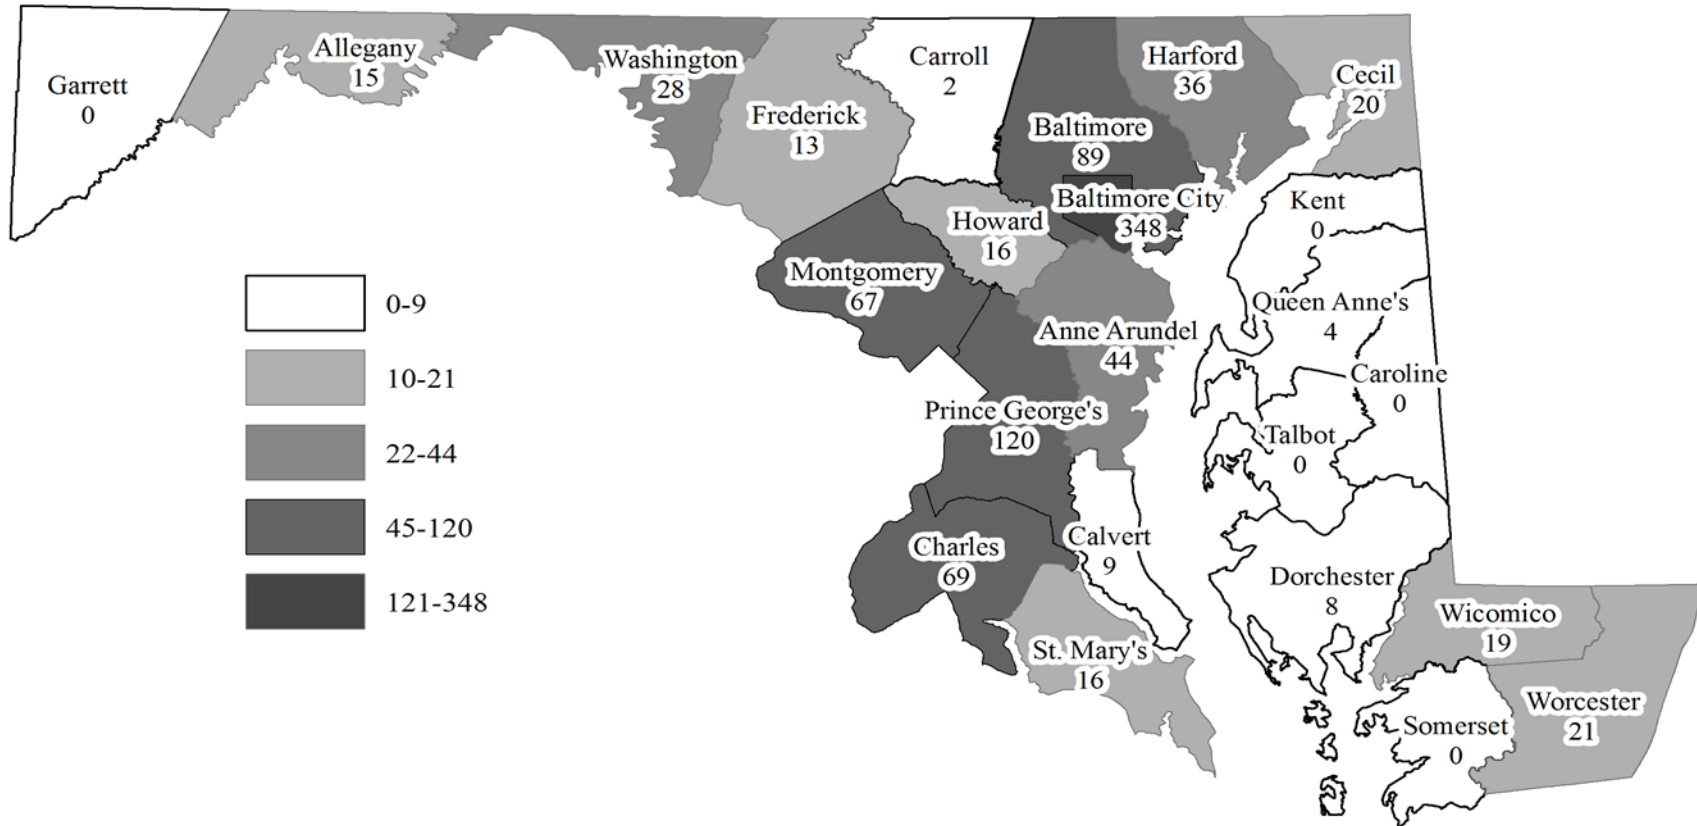 Garrett
0
Allegany
15
Washington
28
Frederick
13
Carroll
2
Baltimore
89
Harford
36
Cecil
20
Baltimore City
348
Howard
16
Montgomery
67
Kent
0
Queen Anne's
4
Anne Arundel
44
Caroline
0
Prince George's
120
Talbot
0
Charles
69
Calvert
9
Dorchester
8
St. Mary's
16
Wicomico
19
Worcester
21
Somerset
0
0-9
10-21
22-44
45-120
121-348